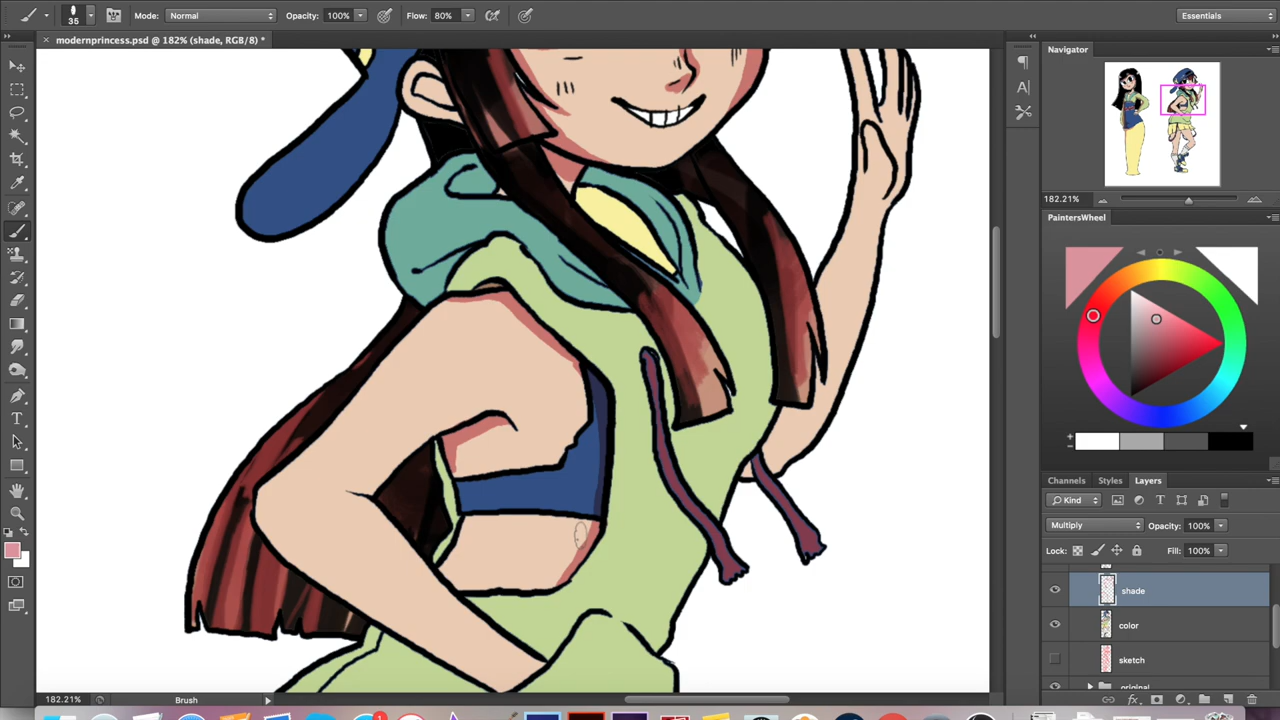 35 Mode: Normal Opacity: 100% Flow: 80% Essentials
× modernprincess.psd @ 182% (shade, RGB/8) *
Navigator
182.21%
PaintersWheel
Channels Styles Layers
Kind
Multiply Opacity: 100%
Lock: Fill: 100%
shade
color
sketch
original
182.21% Brush